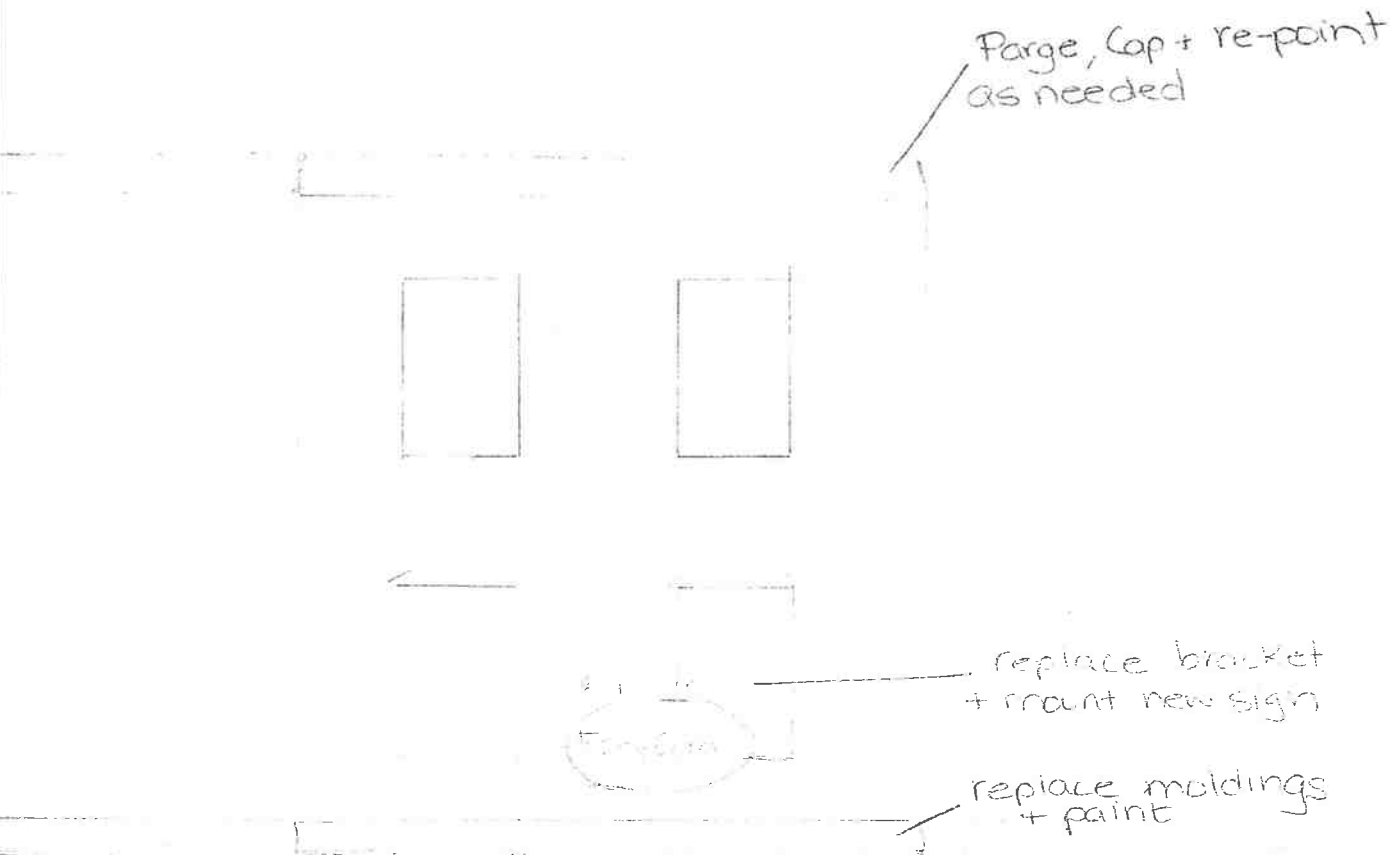 Parge, Cap + re-point
as needed
replace bracket
+ mount new sign
replace moldings
+ paint